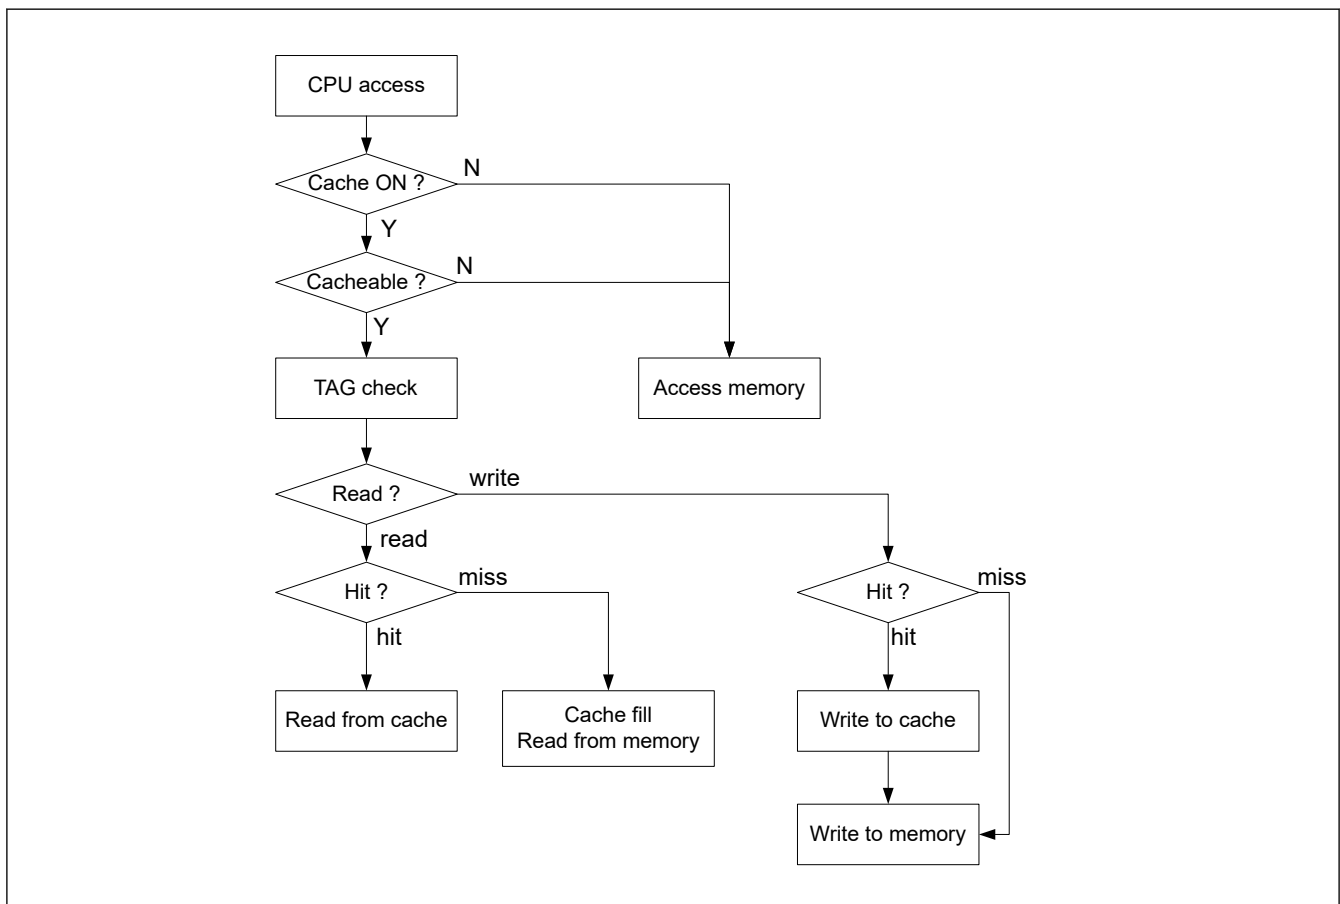 CPU access
Cache ON ?
N
Y
Cacheable ?
N
Y
TAG check
Access memory
Read ?
write
read
Hit ?
miss
Hit ?
miss
hit
hit
Read from cache
Cache fill
Read from memory
Write to cache
Write to memory